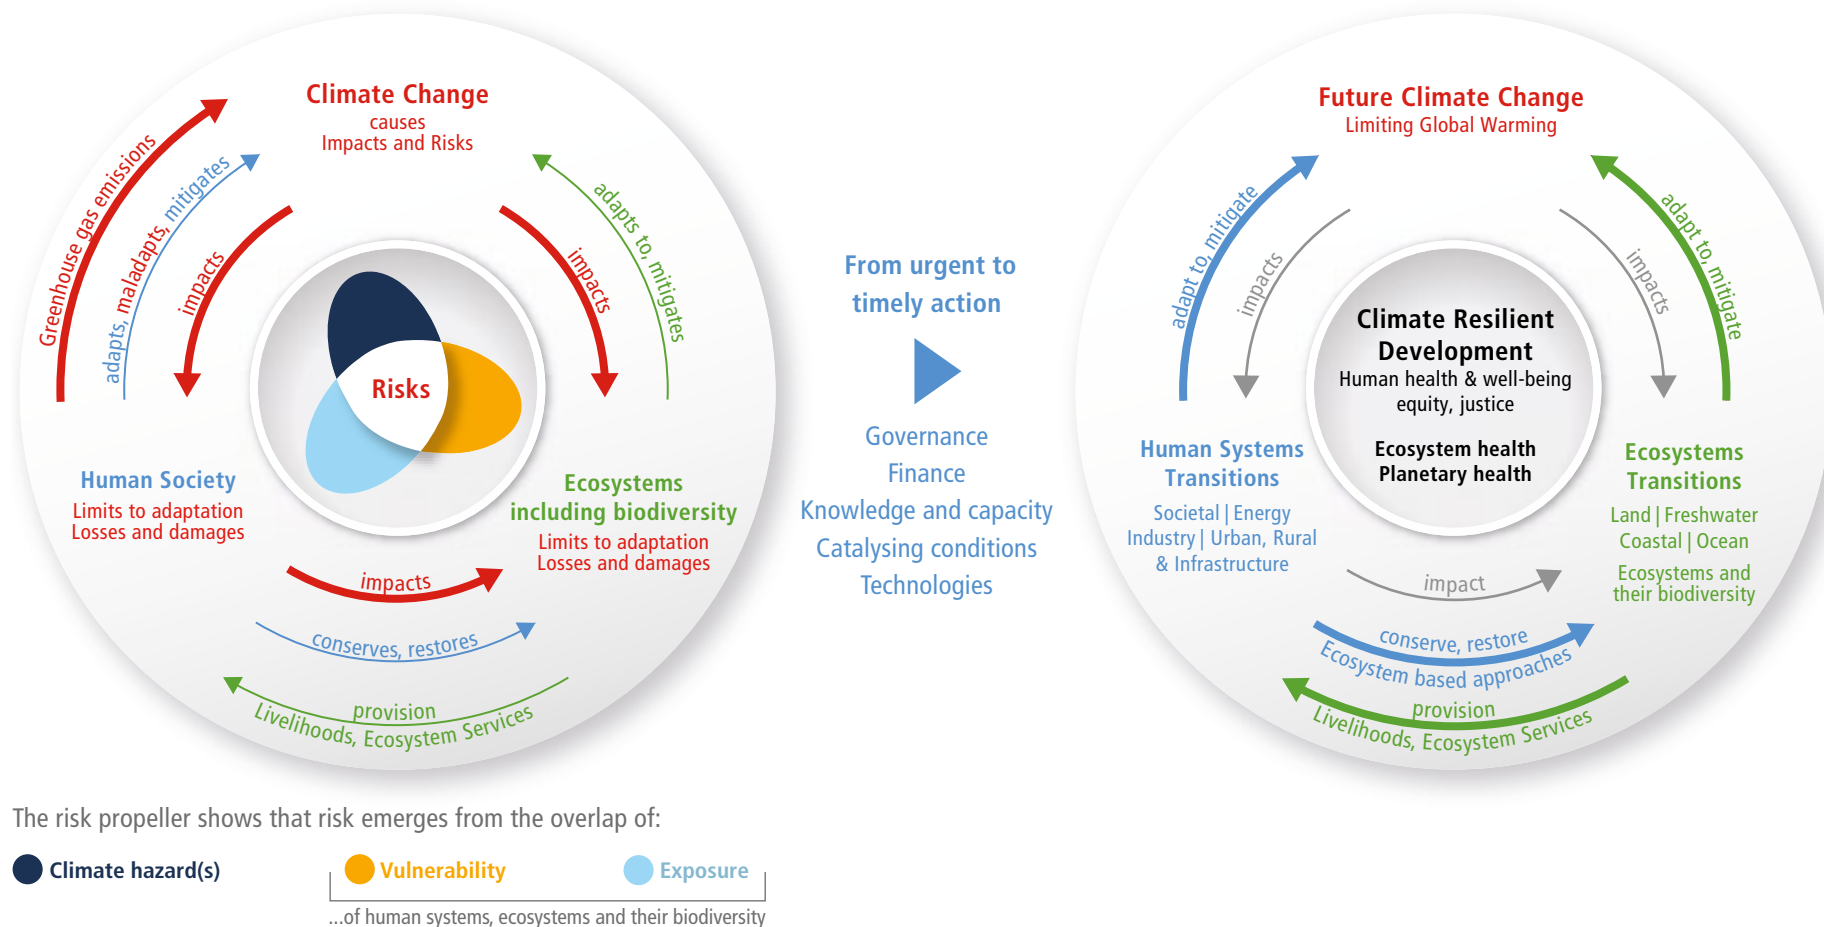 Climate Change
causes
Impacts and Risks
Greenhouse gas emissions
adapts, maladapts, mitigates
impacts
impacts
adapts to, mitigates
Risks
Human Society
Limits to adaptation
Losses and damages
Ecosystems
including biodiversity
Limits to adaptation
Losses and damages
impacts
conserves, restores
provision
Livelihoods, Ecosystem Services
From urgent to
timely action
Governance
Finance
Knowledge and capacity
Catalysing conditions
Technologies
Future Climate Change
Limiting Global Warming
adapt to, mitigate
impacts
impacts
adapt to, mitigate
Climate Resilient
Development
Human health & well-being
equity, justice
Ecosystem health
Planetary health
Human Systems
Transitions
Societal | Energy
Industry | Urban, Rural
& Infrastructure
Ecosystems
Transitions
Land | Freshwater
Coastal | Ocean
Ecosystems and
their biodiversity
impact
conserve, restore
Ecosystem based approaches
provision
Livelihoods, Ecosystem Services
The risk propeller shows that risk emerges from the overlap of:
Climate hazard(s)
Vulnerability
Exposure
...of human systems, ecosystems and their biodiversity